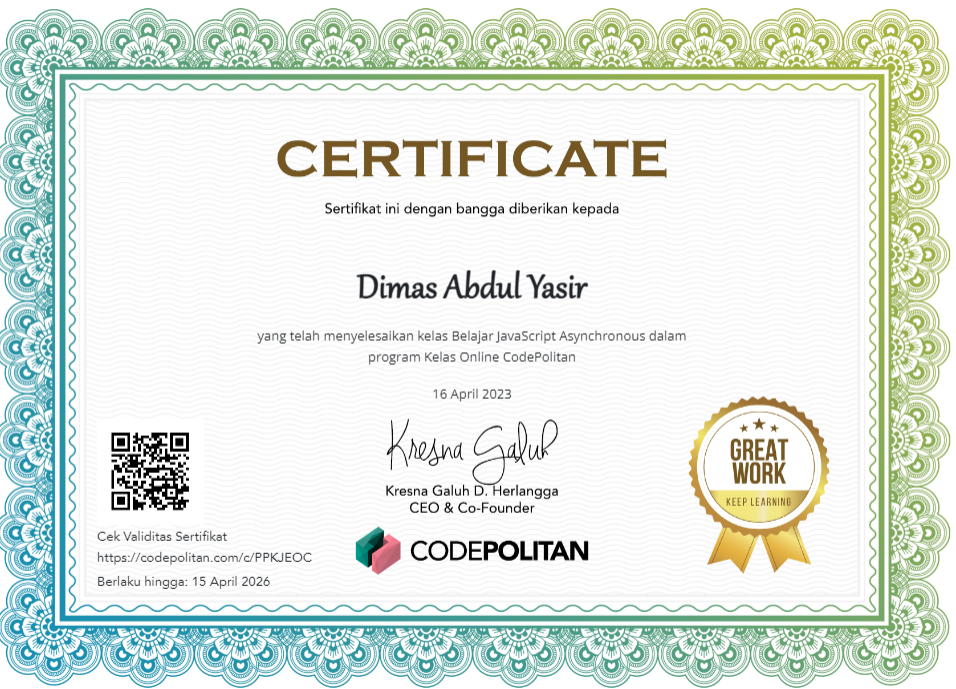 CERTIFICATE
Sertifikat ini dengan bangga diberikan kepada
Dimas Abdul Yasir
yang telah menyelesaikan kelas Belajar JavaScript Asynchronous dalam
program Kelas Online CodePolitan
16 April 2023
Kresna Galuh
Kresna Galuh D. Herlangga
CEO & Co-Founder
CODEPOLITAN
Cek Validitas Sertifikat
https://codepolitan.com/c/PPKJEOC
Berlaku hingga: 15 April 2026
GREAT
WORK
KEEP LEARNING